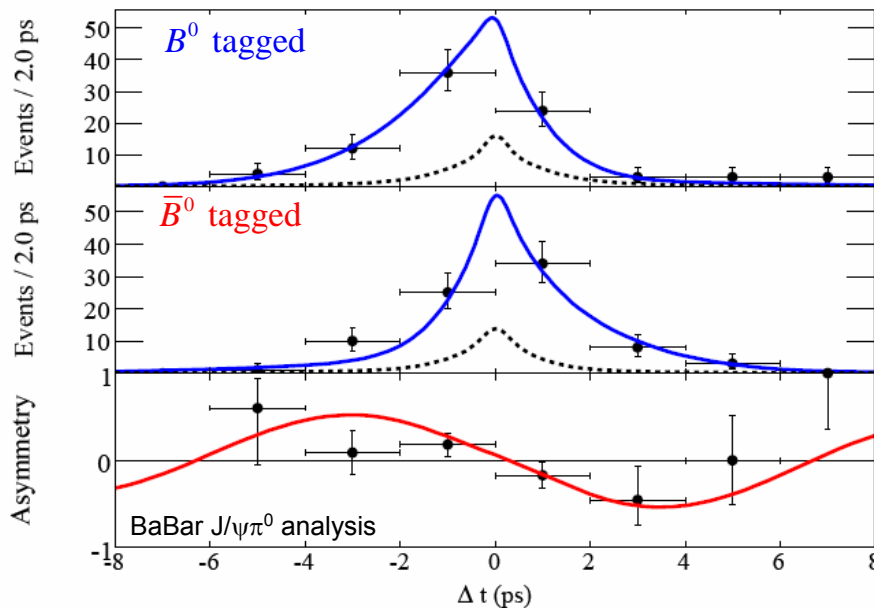 Events / 2.0 ps
50
40
30
20
10
B⁰ tagged
Events / 2.0 ps
50
40
30
20
10
B̅⁰ tagged
Asymmetry
1
0
-1
BaBar J/ψπ⁰ analysis
-8 -6 -4 -2 0 2 4 6 8
Δ t (ps)